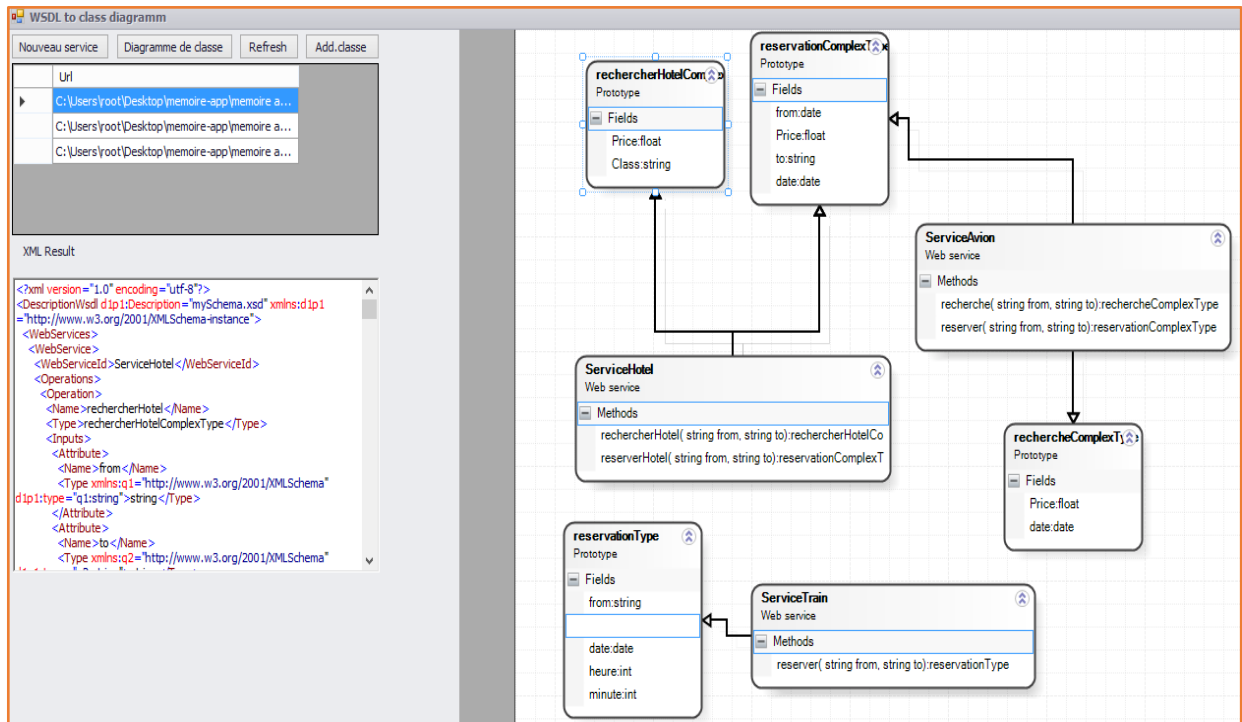 WSDL to class diagramm
Nouveau service
Diagramme de classe
Refresh
Add.classe
Url
C:\Users\root\Desktop\memoire-app\memoire a...
C:\Users\root\Desktop\memoire-app\memoire a...
C:\Users\root\Desktop\memoire-app\memoire a...
XML Result
<?xml version="1.0" encoding="utf-8"?>
<DescriptionWsdl d1p1:Description="mySchema.xsd" xmlns:d1p1
="http://www.w3.org/2001/XMLSchema-instance">
<WebServices>
<WebService>
<WebServiceId>ServiceHotel</WebServiceId>
<Operations>
<Operation>
<Name>rechercherHotel</Name>
<Type>rechercherHotelComplexType</Type>
<Inputs>
<Attribute>
<Name>from</Name>
<Type xmlns:q1="http://www.w3.org/2001/XMLSchema"
d1p1:type="q1:string">string</Type>
</Attribute>
<Attribute>
<Name>to</Name>
<Type xmlns:q2="http://www.w3.org/2001/XMLSchema"
rechercherHotelCom
Prototype
Fields
Price:float
Class:string
reservationComplexT
Prototype
Fields
from:date
Price:float
to:string
date:date
ServiceAvion
Web service
Methods
recherche( string from, string to):rechercheComplexType
reserver( string from, string to):reservationComplexType
ServiceHotel
Web service
Methods
rechercherHotel( string from, string to):rechercherHotelCo
reserverHotel( string from, string to):reservationComplexT
rechercheComplexTy
Prototype
Fields
Price:float
date:date
reservationType
Prototype
Fields
from:string
date:date
heure:int
minute:int
ServiceTrain
Web service
Methods
reserver( string from, string to):reservationType